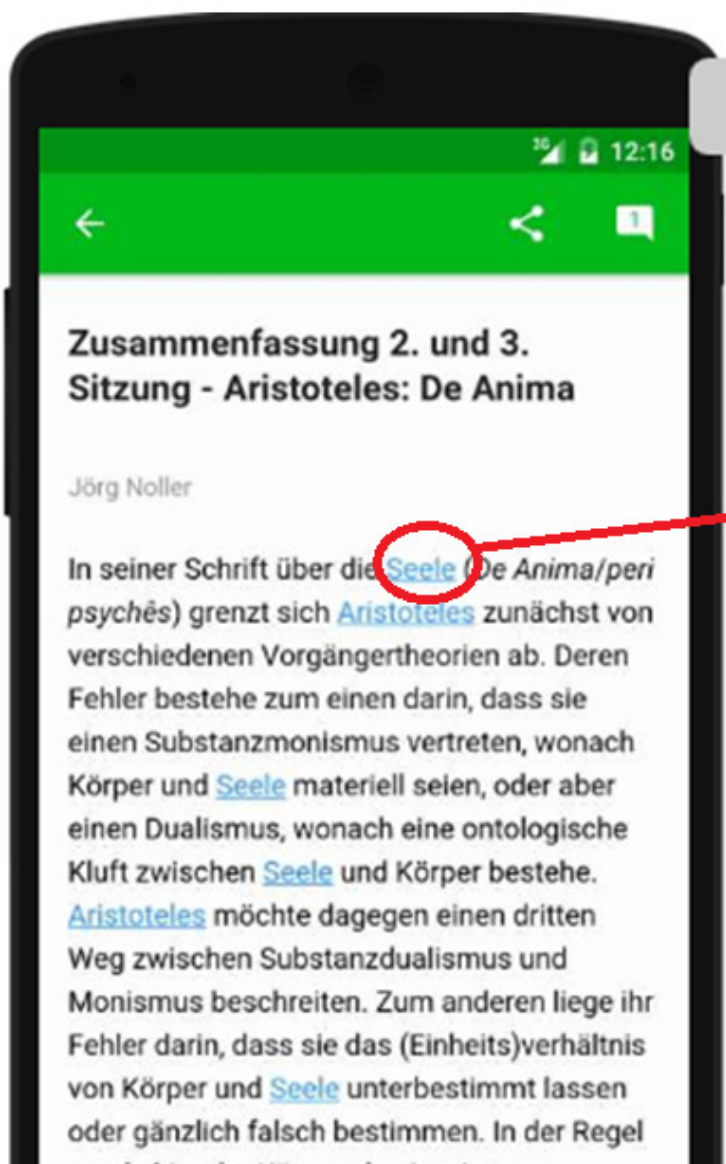 3G 12:16
1
Zusammenfassung 2. und 3.
Sitzung - Aristoteles: De Anima
Jörg Noller
In seiner Schrift über die Seele (De Anima/peri
psychês) grenzt sich Aristoteles zunächst von
verschiedenen Vorgängertheorien ab. Deren
Fehler bestehe zum einen darin, dass sie
einen Substanzmonismus vertreten, wonach
Körper und Seele materiell seien, oder aber
einen Dualismus, wonach eine ontologische
Kluft zwischen Seele und Körper bestehe.
Aristoteles möchte dagegen einen dritten
Weg zwischen Substanzdualismus und
Monismus beschreiten. Zum anderen liege ihr
Fehler darin, dass sie das (Einheits)verhältnis
von Körper und Seele unterbestimmt lassen
oder gänzlich falsch bestimmen. In der Regel